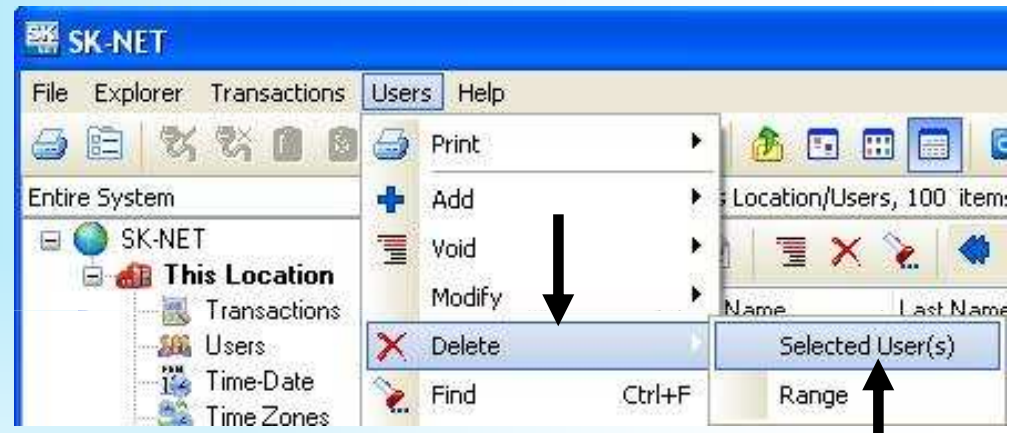 SK-NET
File Explorer Transactions Users Help
Print
Entire System
Add
Location/Users, 100 item
SK-NET
Void
This Location
Transactions
Modify
Name Last Name
Users
Delete
Selected User(s)
Time-Date
Find Ctrl+F
Range
Time Zones